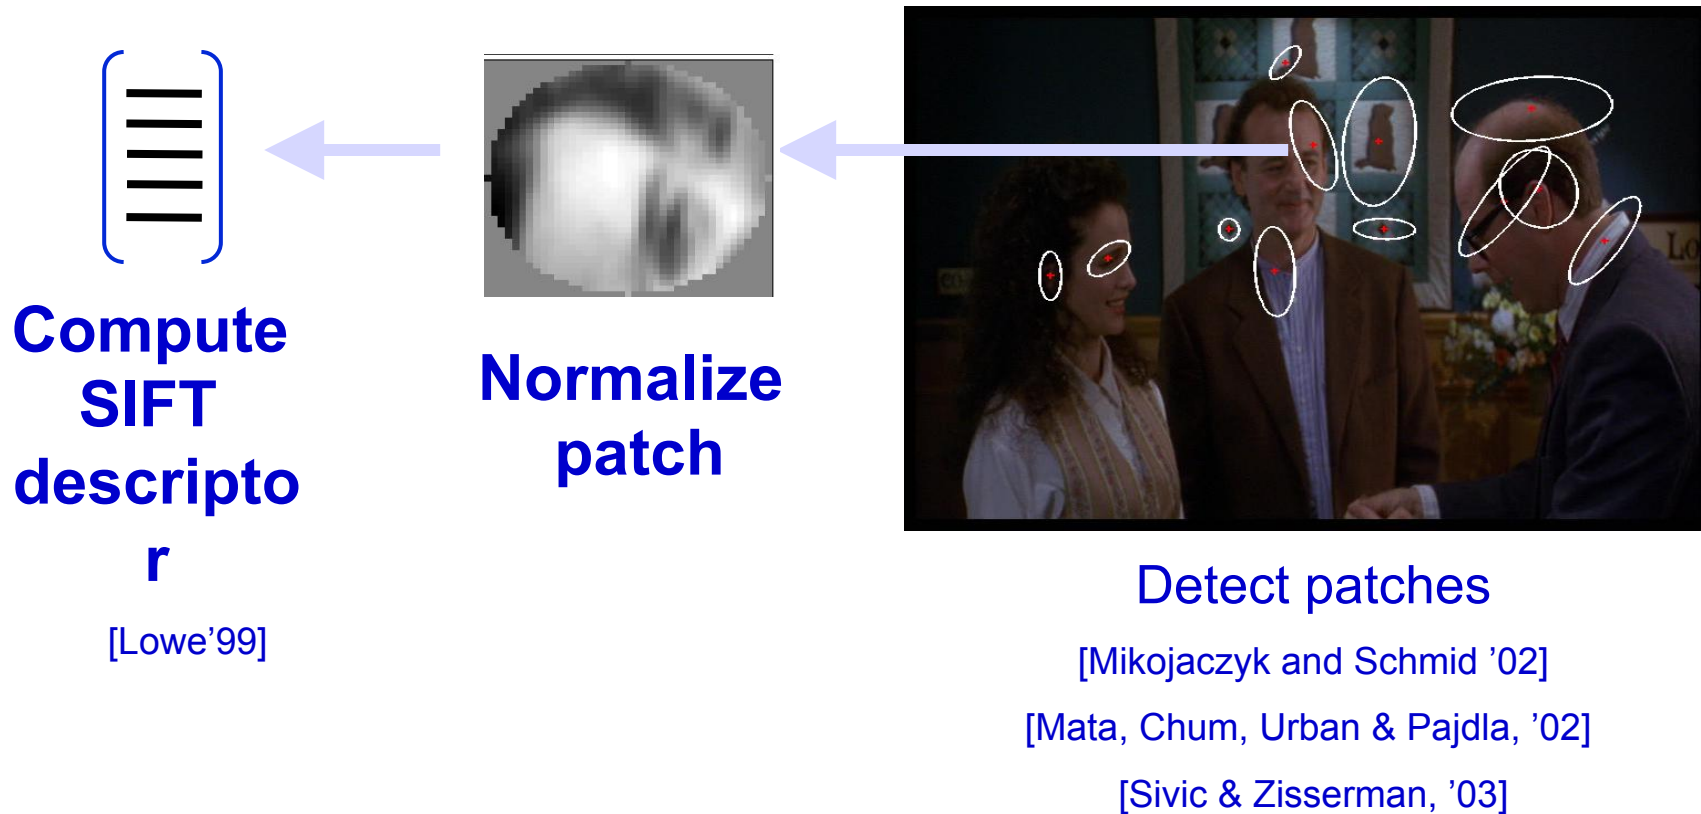 Compute
SIFT
descripto
r
[Lowe’99]
Normalize
patch
Lo
Detect patches
[Mikojaczyk and Schmid ’02]
[Mata, Chum, Urban & Pajdla, ’02]
[Sivic & Zisserman, ’03]